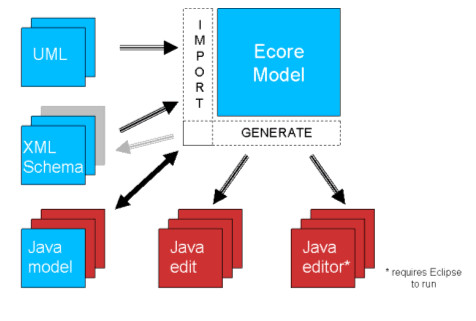 UML
IMPORT
Ecore
Model
GENERATE
XML
Schema
Java
model
Java
edit
Java
editor*
* requires Eclipse
to run